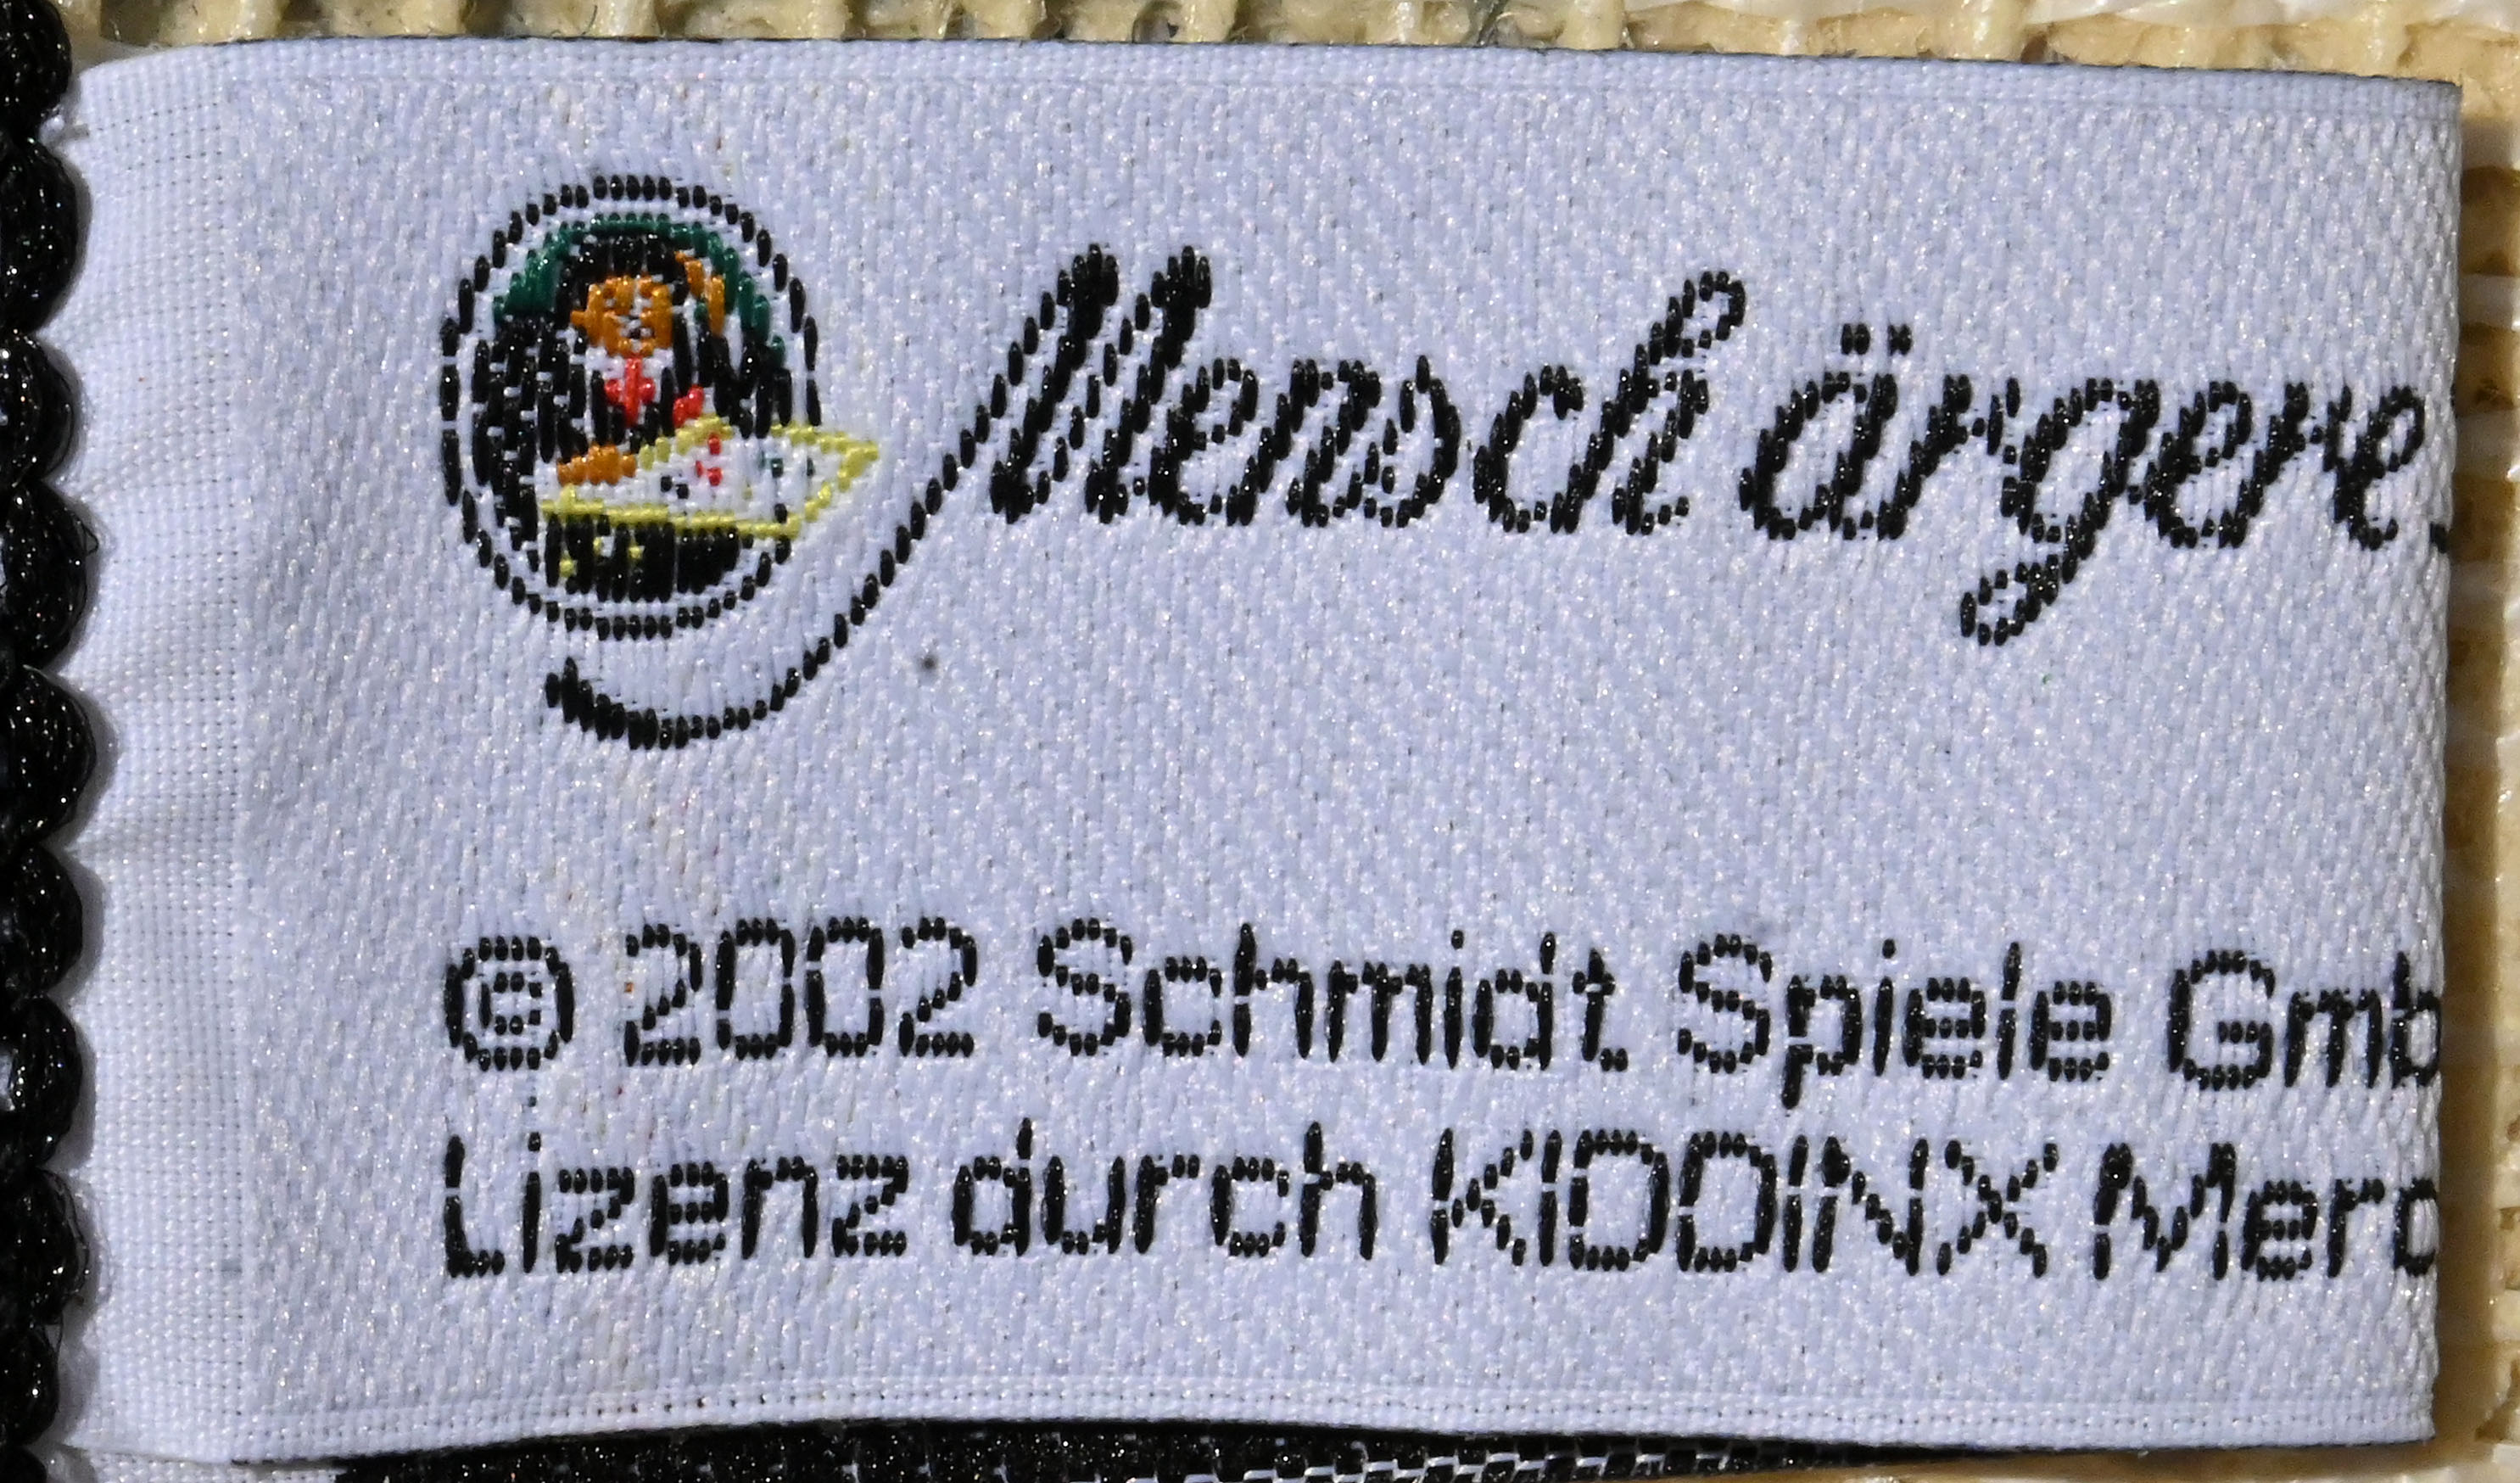 Mensch ärgere
© 2002 Schmidt Spiele Gmb
Lizenz durch KIDDINX Merc